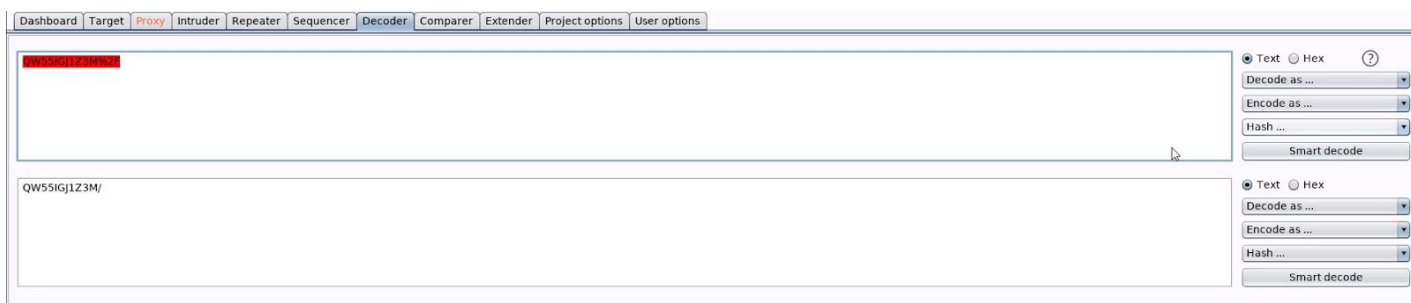 Dashboard Target Proxy Intruder Repeater Sequencer Decoder Comparer Extender Project options User options
QW55IGJ1Z3M%2F
Text Hex ?
Decode as ...
Encode as ...
Hash ...
Smart decode
QW55IGJ1Z3M/
Text Hex
Decode as ...
Encode as ...
Hash ...
Smart decode